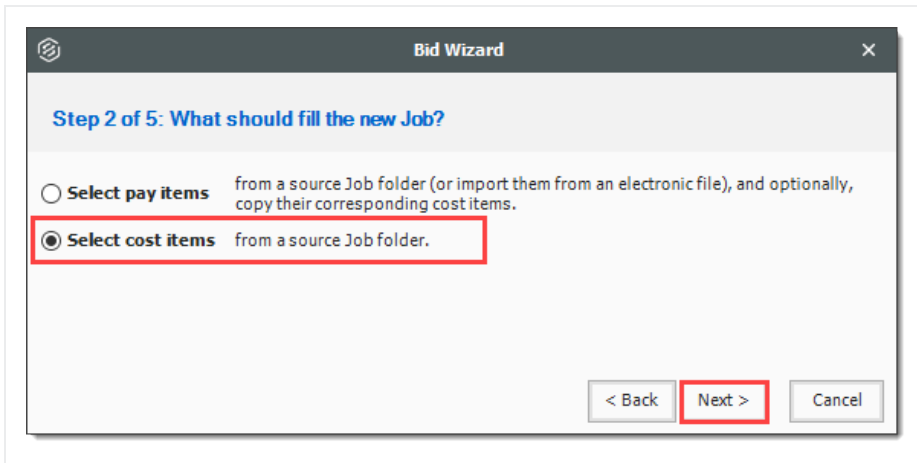 Bid Wizard
Step 2 of 5: What should fill the new Job?
Select pay items from a source Job folder (or import them from an electronic file), and optionally,
copy their corresponding cost items.
Select cost items from a source Job folder.
< Back Next > Cancel